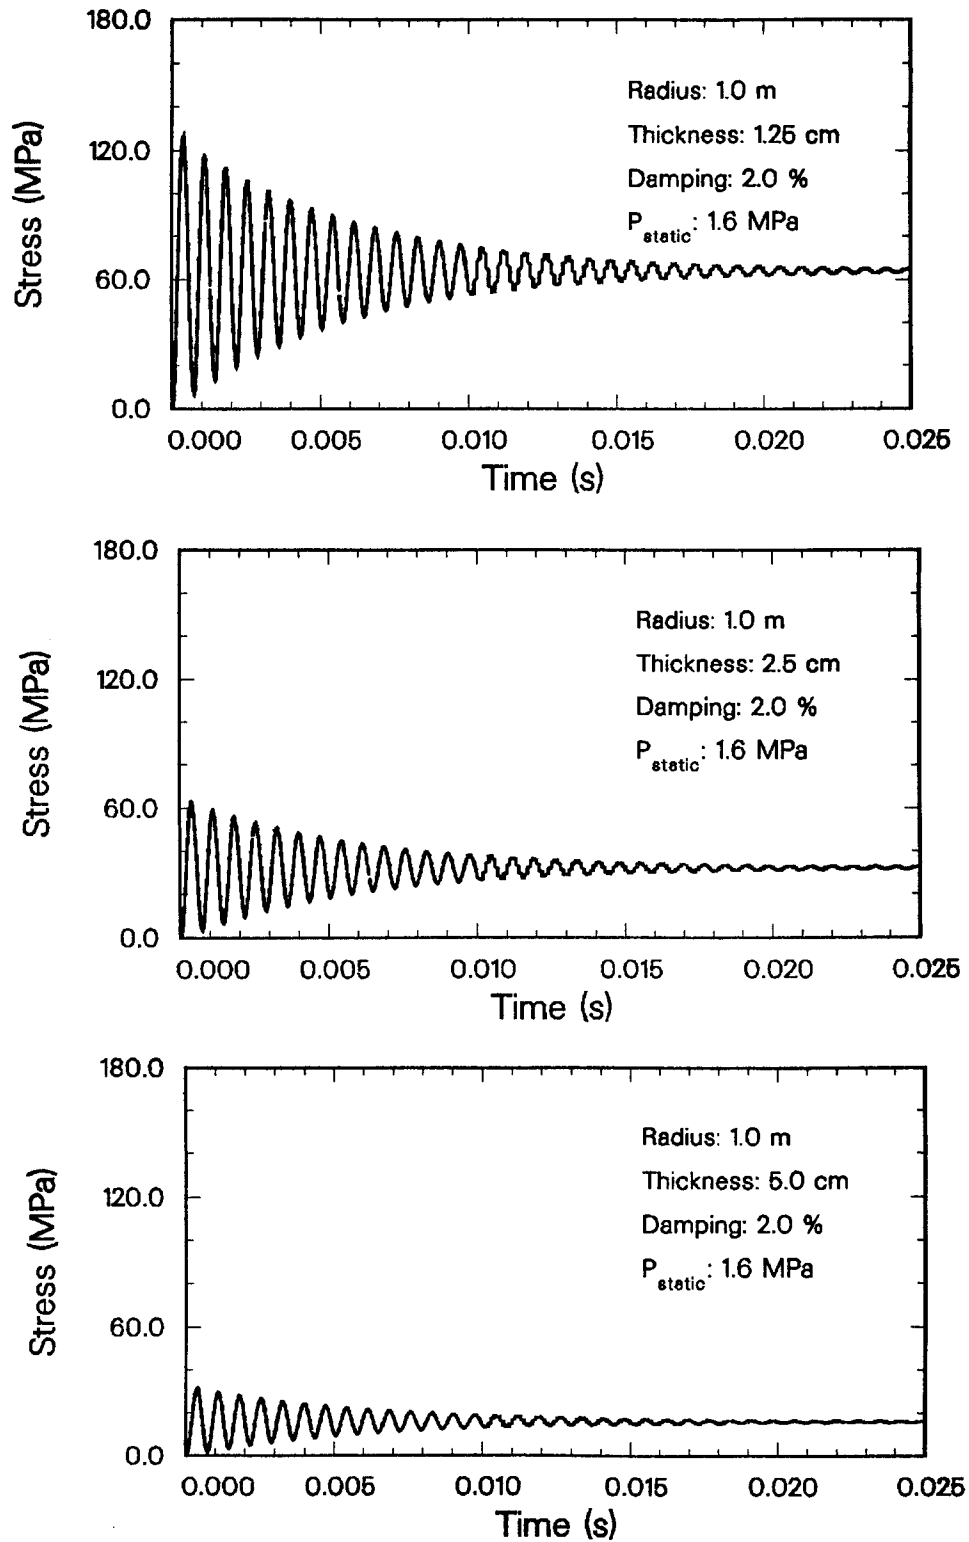 180.0
120.0
60.0
0.0
Stress (MPa)
Radius: 1.0 m
Thickness: 1.25 cm
Damping: 2.0 %
Pstatic: 1.6 MPa
0.000 0.005 0.010 0.015 0.020 0.025
Time (s)
180.0
120.0
60.0
0.0
Stress (MPa)
Radius: 1.0 m
Thickness: 2.5 cm
Damping: 2.0 %
Pstatic: 1.6 MPa
0.000 0.005 0.010 0.015 0.020 0.025
Time (s)
180.0
120.0
60.0
0.0
Stress (MPa)
Radius: 1.0 m
Thickness: 5.0 cm
Damping: 2.0 %
Pstatic: 1.6 MPa
0.000 0.005 0.010 0.015 0.020 0.025
Time (s)